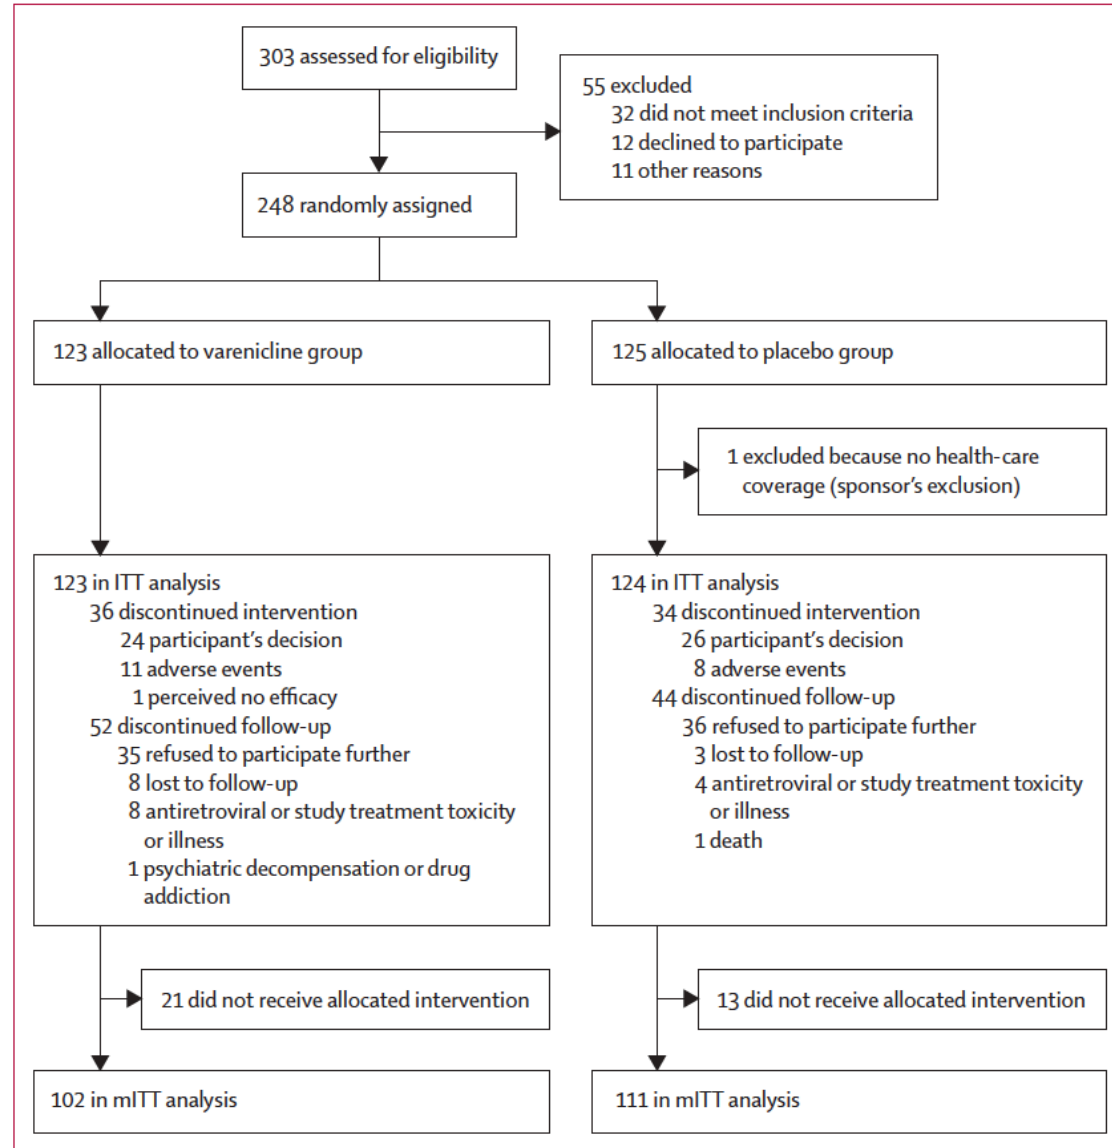 303 assessed for eligibility
55 excluded
32 did not meet inclusion criteria
12 declined to participate
11 other reasons
248 randomly assigned
123 allocated to varenicline group
125 allocated to placebo group
1 excluded because no health-care
coverage (sponsor's exclusion)
123 in ITT analysis
36 discontinued intervention
24 participant's decision
11 adverse events
1 perceived no efficacy
52 discontinued follow-up
35 refused to participate further
8 lost to follow-up
8 antiretroviral or study treatment toxicity
or illness
1 psychiatric decompensation or drug
addiction
124 in ITT analysis
34 discontinued intervention
26 participant's decision
8 adverse events
44 discontinued follow-up
36 refused to participate further
3 lost to follow-up
4 antiretroviral or study treatment toxicity
or illness
1 death
21 did not receive allocated intervention
13 did not receive allocated intervention
102 in mITT analysis
111 in mITT analysis